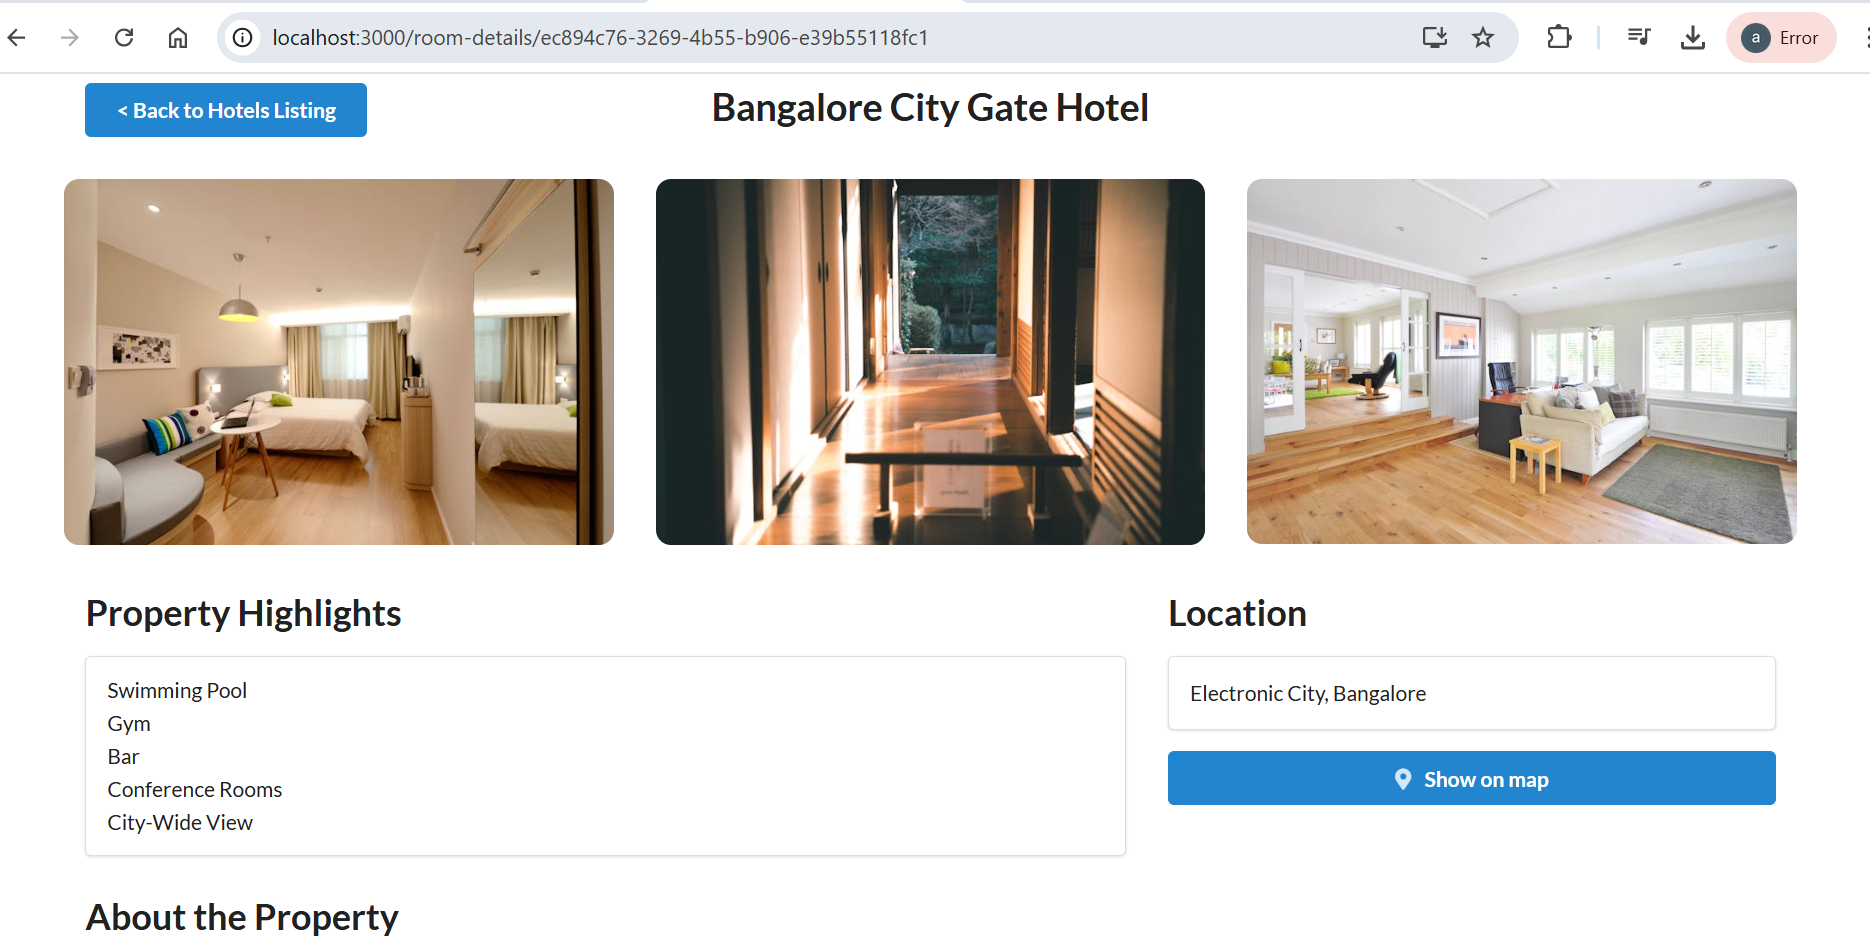 localhost:3000/room-details/ec894c76-3269-4b55-b906-e39b55118fc1
a Error
< Back to Hotels Listing
Bangalore City Gate Hotel
Property Highlights
Swimming Pool
Gym
Bar
Conference Rooms
City-Wide View
Location
Electronic City, Bangalore
Show on map
About the Property